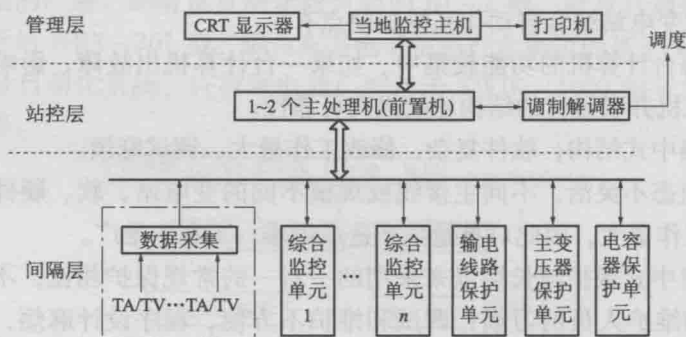 管理层
CRT 显示器
当地监控主机
打印机
调度
站控层
1~2 个主处理机(前置机)
调制解调器
间隔层
数据采集
TA/TV…TA/TV
综合
监控
单元
1
综合
监控
单元
n
输电
线路
保护
单元
主变
压器
保护
单元
电容
器保
护单
元